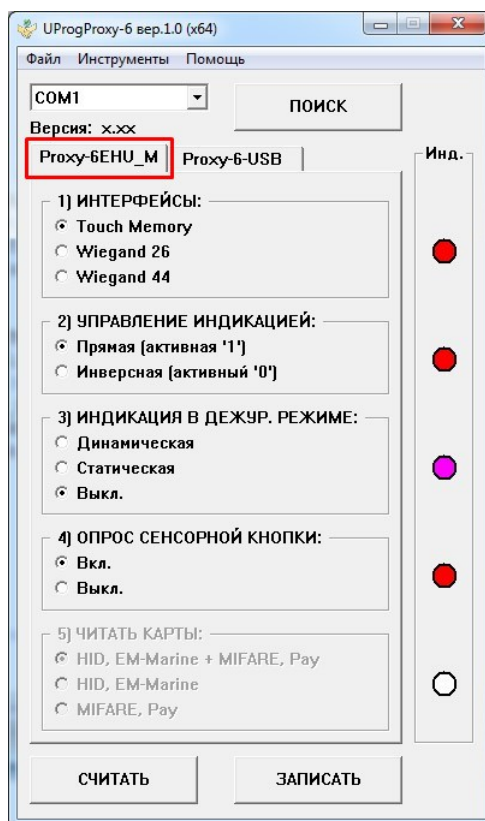 UProgProxy-6 вер.1.0 (x64)
Файл Инструменты Помощь
COM1
ПОИСК
Версия: x.xx
Proxy-6EHU_M Proxy-6-USB
Инд.
1) ИНТЕРФЕЙСЫ:
Touch Memory
Wiegand 26
Wiegand 44
2) УПРАВЛЕНИЕ ИНДИКАЦИЕЙ:
Прямая (активная '1')
Инверсная (активный '0')
3) ИНДИКАЦИЯ В ДЕЖУР. РЕЖИМЕ:
Динамическая
Статическая
Выкл.
4) ОПРОС СЕНСОРНОЙ КНОПКИ:
Вкл.
Выкл.
5) ЧИТАТЬ КАРТЫ:
HID, EM-Marine + MIFARE, Pay
HID, EM-Marine
MIFARE, Pay
СЧИТАТЬ ЗАПИСАТЬ